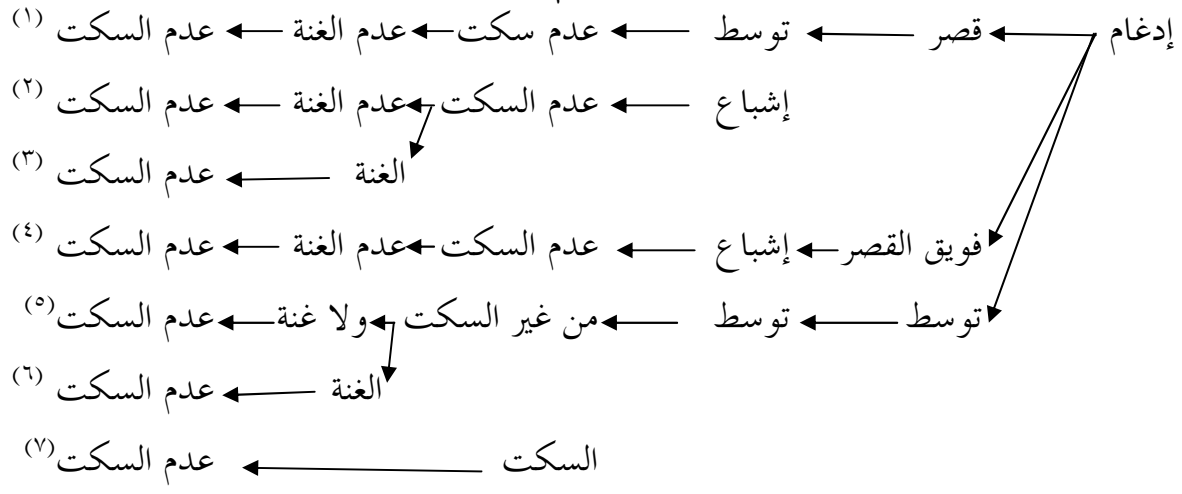 إدغام قصر توسط عدم سكت عدم الغنة عدم السكت (١)
إشباع عدم السكت عدم الغنة عدم السكت (٢)
الغنة عدم السكت (٣)
فويق القصر إشباع عدم السكت عدم الغنة عدم السكت (٤)
توسط توسط من غير السكت ولا غنة عدم السكت (٥)
الغنة عدم السكت (٦)
السكت عدم السكت (٧)